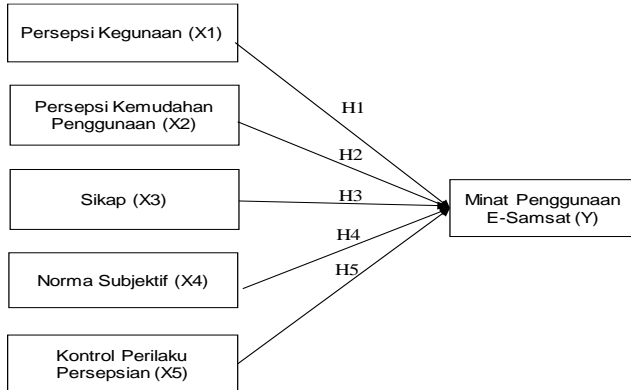 Persepsi Kegunaan (X1)
H1
Persepsi Kemudahan
Penggunaan (X2)
H2
Sikap (X3)
H3
Minat Penggunaan
E-Samsat (Y)
H4
Norma Subjektif (X4)
H5
Kontrol Perilaku
Persepsian (X5)